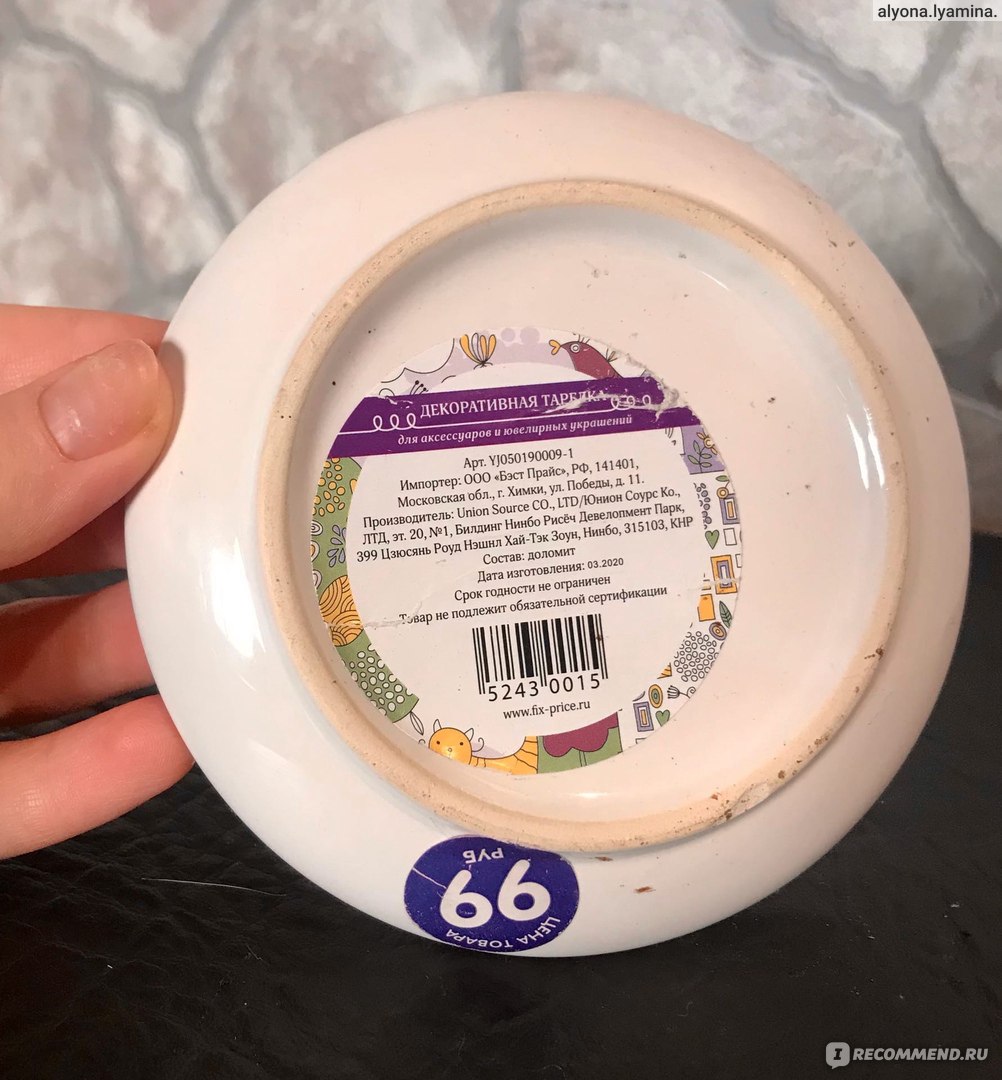 alyona.lyamina.
ДЕКОРАТИВНАЯ ТАРЕЛКА
для аксессуаров и ювелирных украшений
Арт. YJ050190009-1
Импортер: ООО «Бэст Прайс», РФ, 141401,
Московская обл., г. Химки, ул. Победы, д. 11.
Производитель: Union Source CO., LTD/Юнион Соурс Ко.,
ЛТД, эт. 20, №1, Билдинг Нинбо Рисёч Девелопмент Парк,
399 Цзюсянь Роуд Нэшнл Хай-Тэк Зоун, Нинбо, 315103, КНР
Состав: доломит
Дата изготовления: 03.2020
Срок годности не ограничен
Товар не подлежит обязательной сертификации
5243 0015
www.fix-price.ru
ЦЕНА ТОВАРА
99
РУБ
IRECOMMEND.RU